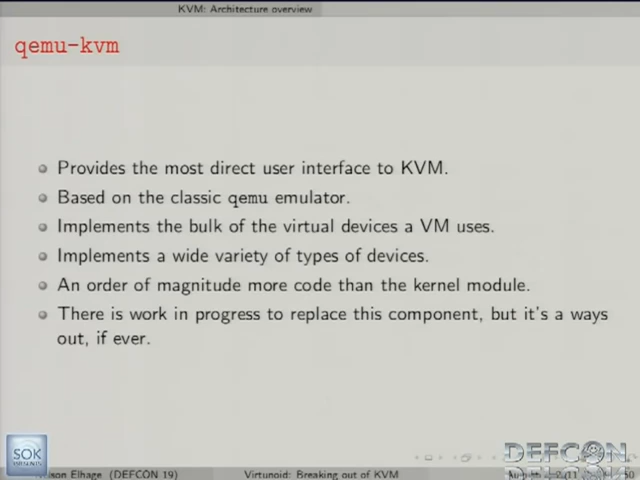 KVM: Architecture overview
qemu-kvm
Provides the most direct user interface to KVM.
Based on the classic qemu emulator.
Implements the bulk of the virtual devices a VM uses.
Implements a wide variety of types of devices.
An order of magnitude more code than the kernel module.
There is work in progress to replace this component, but it's a ways
out, if ever.
SOK
DEFCON
Elhage (DEFCON 19) Virtunoid: Breaking out of KVM